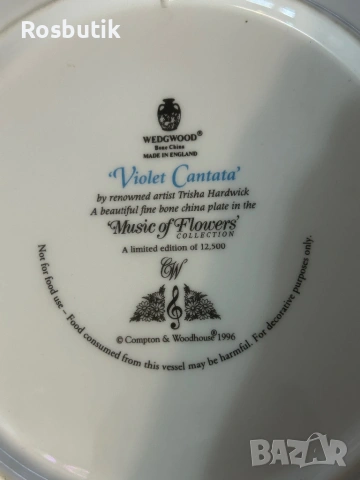 Rosbutik
WEDGWOOD®
Bone China
MADE IN ENGLAND
'Violet Cantata'
by renowned artist Trisha Hardwick
A beautiful fine bone china plate in the
'Music of Flowers'
COLLECTION
A limited edition of 12,500
CW
© Compton & Woodhouse® 1996
Not for food use – Food consumed from this vessel may be harmful. For decorative purposes only.
BAZAR
bg